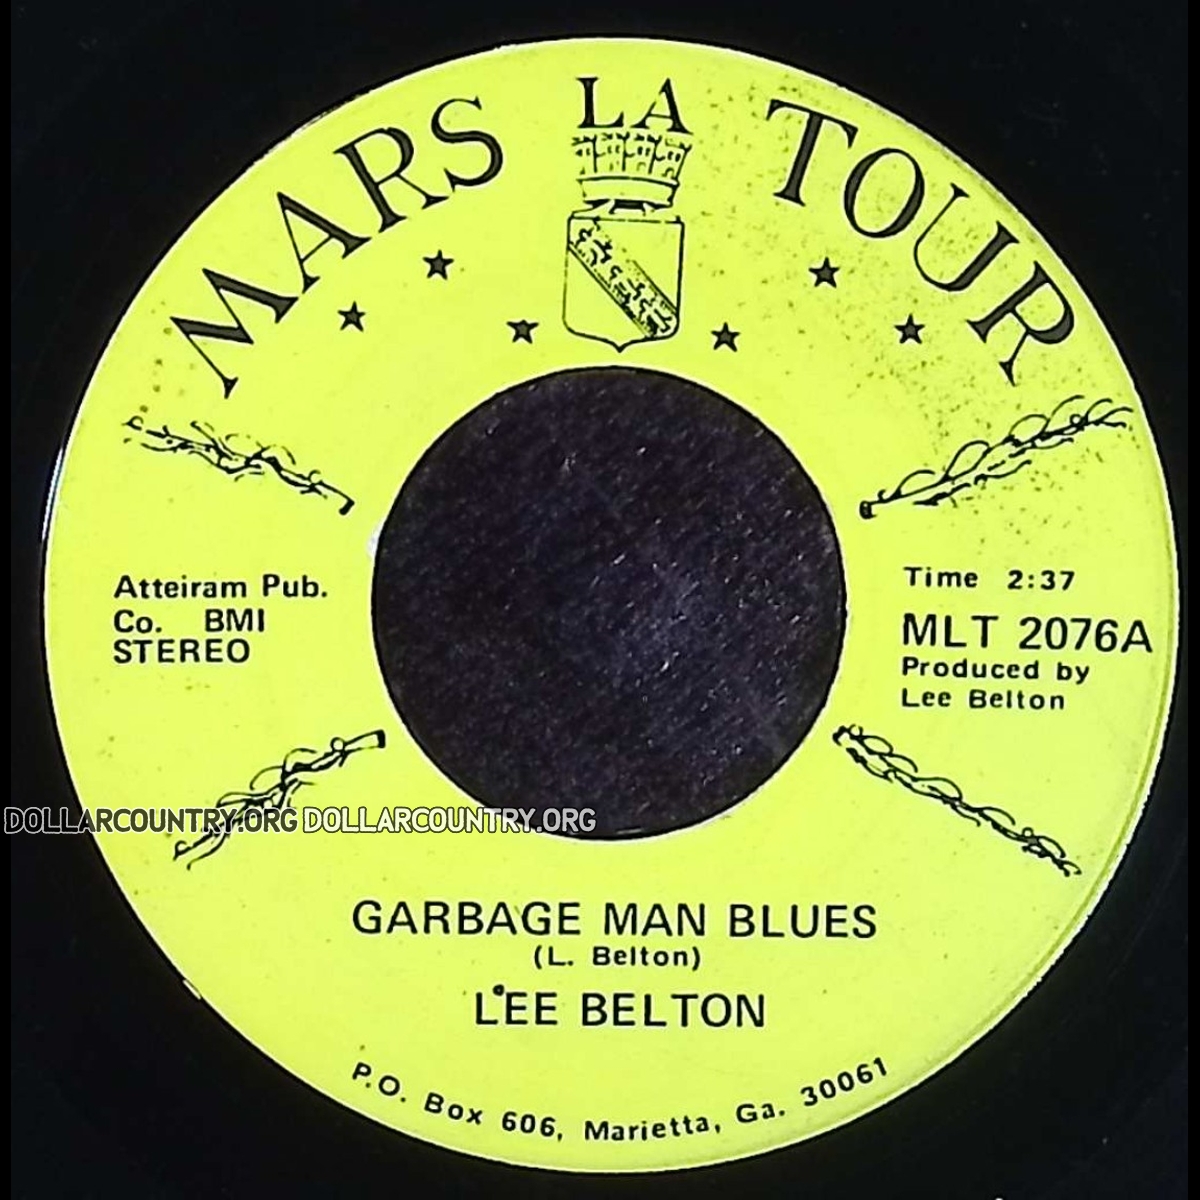 MARS LA TOUR
Atteiram Pub.
Co. BMI
STEREO
Time 2:37
MLT 2076A
Produced by
Lee Belton
DOLLARCOUNTRY.ORG DOLLARCOUNTRY.ORG
GARBAGE MAN BLUES
(L. Belton)
LEE BELTON
P.O. Box 606, Marietta, Ga. 30061